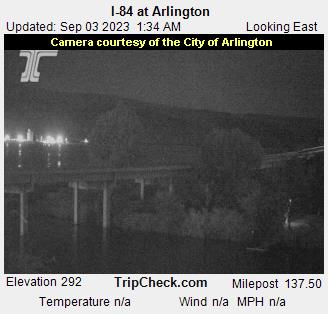 I-84 at Arlington
Updated: Sep 03 2023 1:34 AM Looking East
Camera courtesy of the City of Arlington
Elevation 292 TripCheck.com Milepost 137.50
Temperature n/a Wind n/a MPH n/a